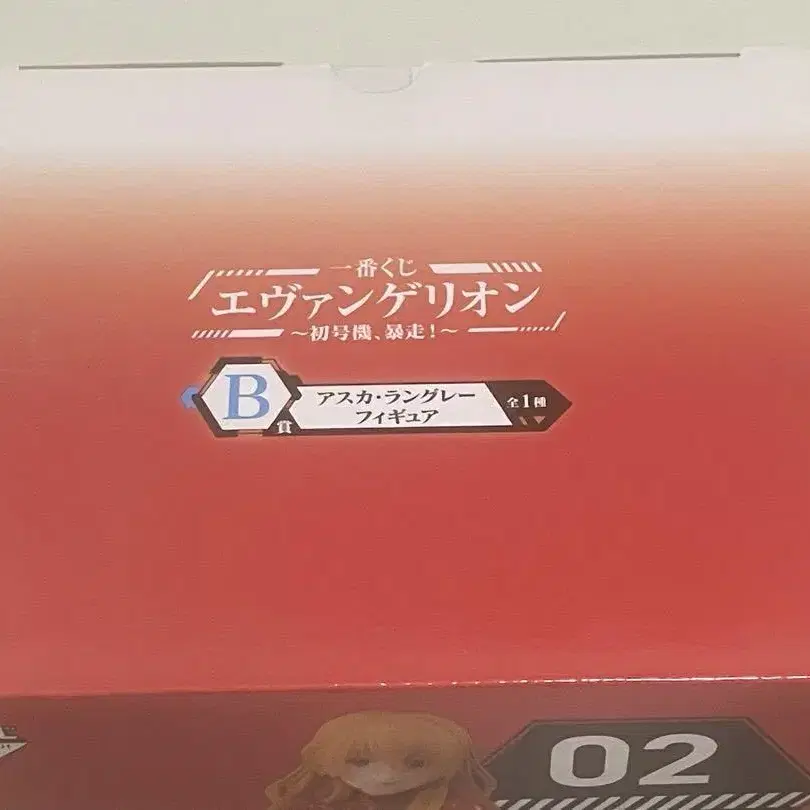 一番くじ
エヴァンゲリオン
～初号機、暴走!～
B賞
アスカ・ラングレー
フィギュア
全1種
02